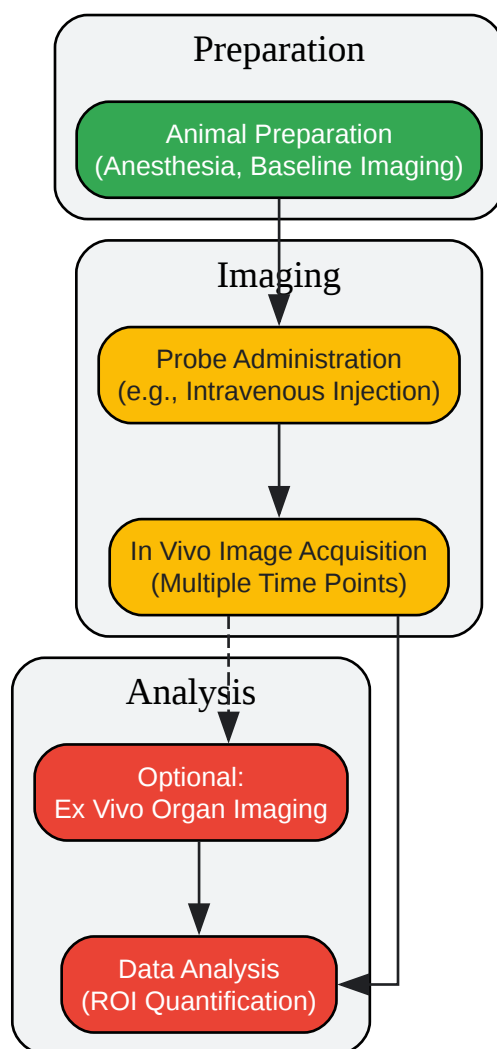 Preparation
Animal Preparation
(Anesthesia, Baseline Imaging)
Imaging
Probe Administration
(e.g., Intravenous Injection)
In Vivo Image Acquisition
(Multiple Time Points)
Analysis
Optional:
Ex Vivo Organ Imaging
Data Analysis
(ROI Quantification)